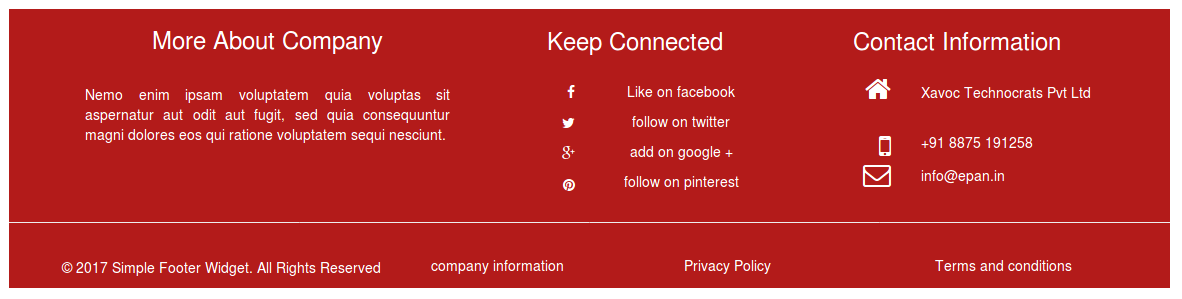 More About Company
Nemo enim ipsam voluptatem quia voluptas sit
aspernatur aut odit aut fugit, sed quia consequuntur
magni dolores eos qui ratione voluptatem sequi nesciunt.
Keep Connected
Like on facebook
follow on twitter
add on google +
follow on pinterest
Contact Information
Xavoc Technocrats Pvt Ltd
+91 8875 191258
info@epan.in
© 2017 Simple Footer Widget. All Rights Reserved
company information
Privacy Policy
Terms and conditions